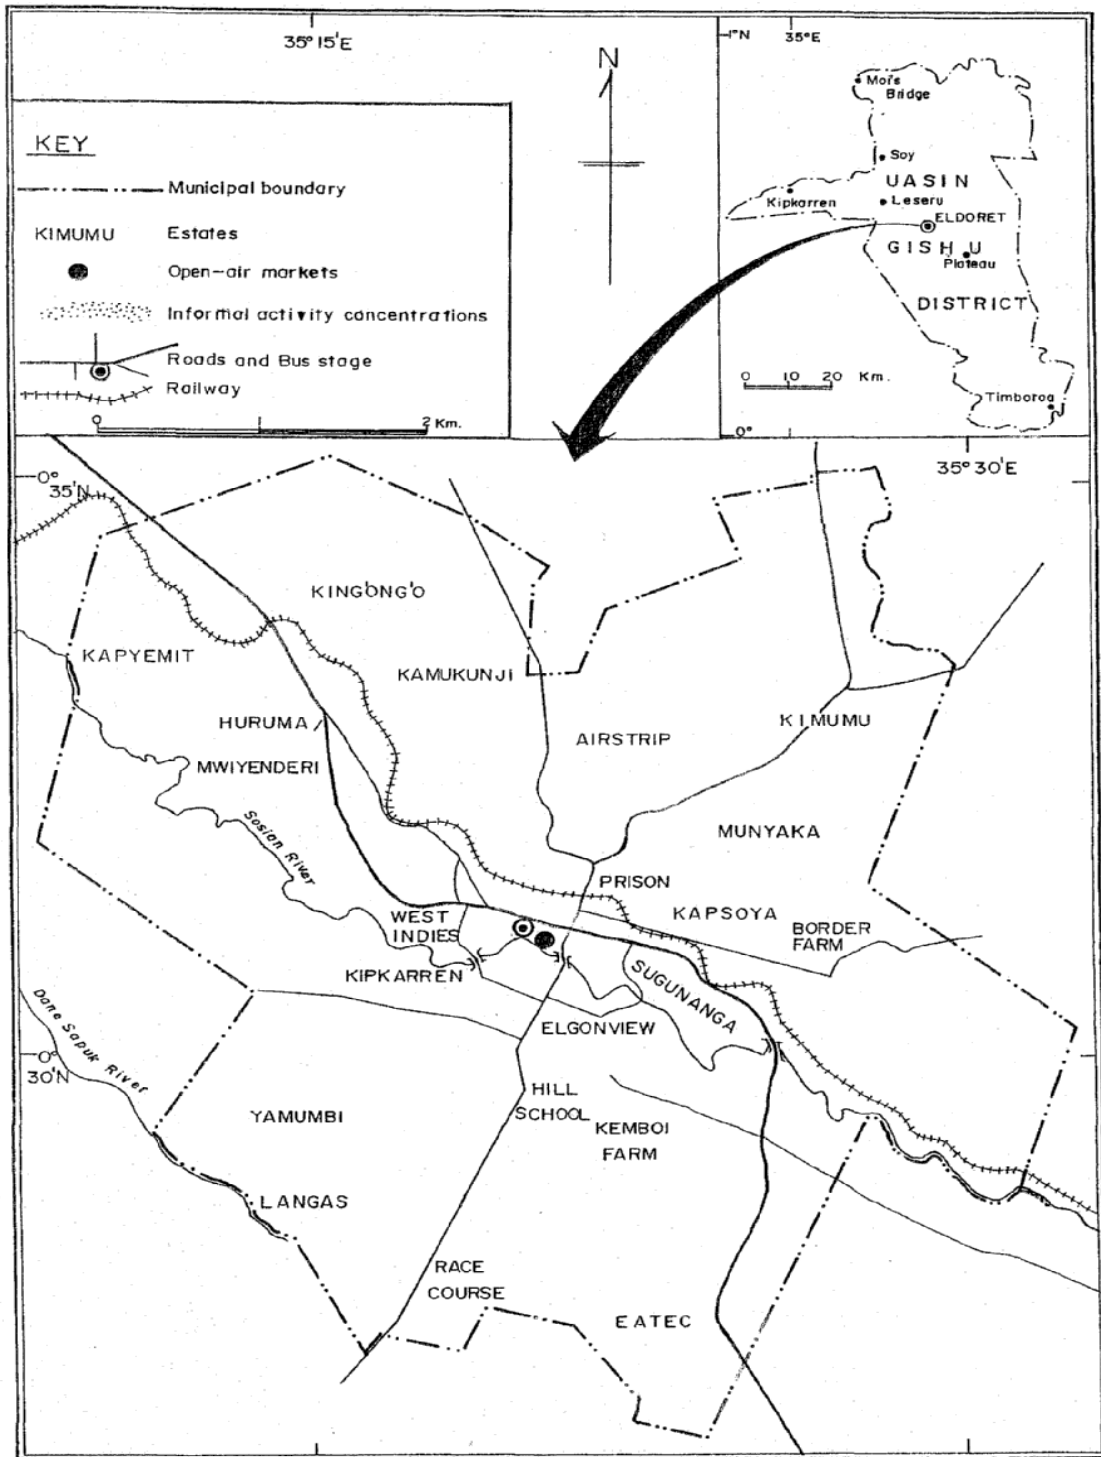 35° 15'E
N
1°N
35°E
Moi's
Bridge
Soy
UASIN
Kipkarren
Leseru
ELDORET
GISHU
Plateau
DISTRICT
0 10 20 Km.
Timboroa
0°
KEY
Municipal boundary
KIMUMU Estates
Open-air markets
Informal activity concentrations
Roads and Bus stage
Railway
0 1 2 Km.
35° 30'E
0°
35'N
KING'ONG'O
KAPYEMIT
KAMUKUNJI
HURUMA
KIMUMU
AIRSTRIP
MWIYENDERI
Sosian River
MUNYAKA
PRISON
WEST
INDIES
KAPSOYA
BORDER
FARM
KIPKARREN
SUGUNANGA
Dane Sapuk River
ELGONVIEW
0°
30'N
HILL
SCHOOL
YAMUMBI
KEMBOI
FARM
LANGAS
RACE
COURSE
EATEC